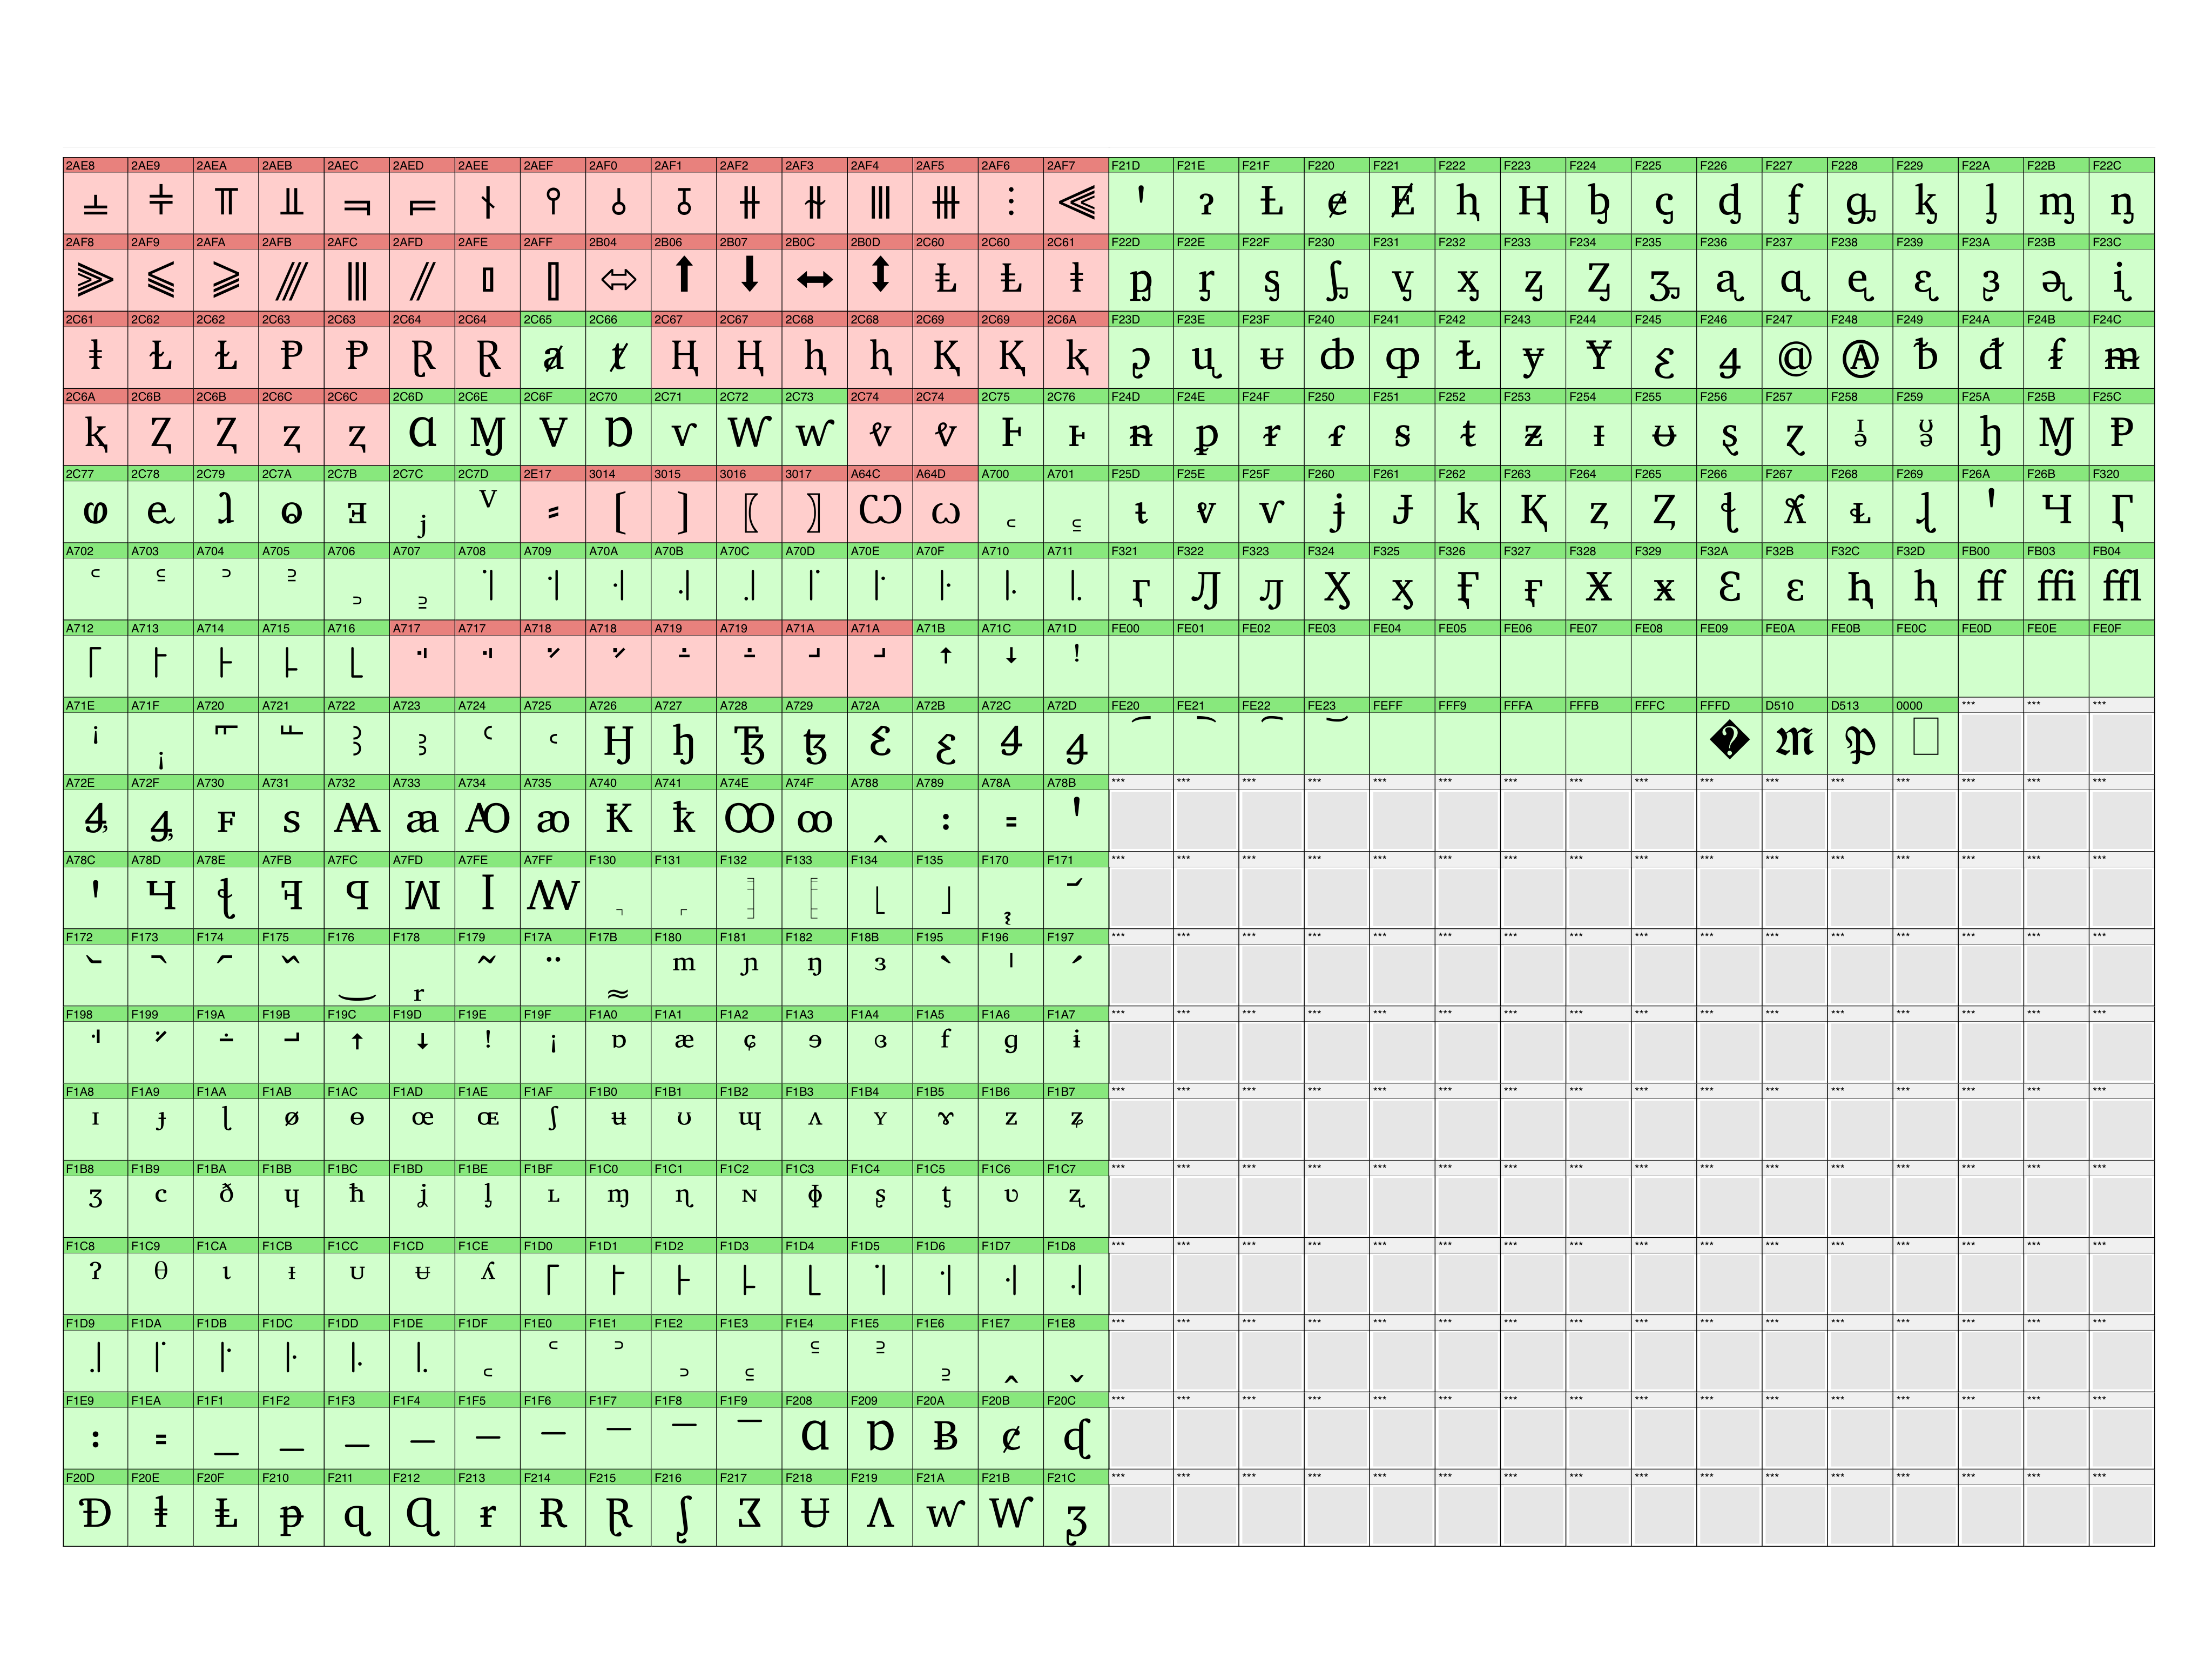 2AE8 2AE9 2AEA 2AEB 2AEC 2AED 2AEE 2AEF 2AF0 2AF1 2AF2 2AF3 2AF4 2AF5 2AF6 2AF7 F21D F21E F21F F220 F221 F222 F223 F224 F225 F226 F227 F228 F229 F22A F22B F22C
⫨ ⫩ ⫪ ⫫ ⫬ ⫭ ⫮ ⫯ ⫰ ⫱ ⫲ ⫳ ⫴ ⫵ ⫶ ⫷ ꞌ ɂ Ƚ ɇ Ɇ ⱨ Ⱨ ᶀ ꞔ ᶁ ᶂ ᶃ ᶄ ᶅ ᶆ ᶇ
2AF8 2AF9 2AFA 2AFB 2AFC 2AFD 2AFE 2AFF 2B04 2B06 2B07 2B0C 2B0D 2C60 2C60 2C61 F22D F22E F22F F230 F231 F232 F233 F234 F235 F236 F237 F238 F239 F23A F23B F23C
⫸ ⫹ ⫺ ⫻ ⫼ ⫽ ⫾ ⫿ ⬄ ⬆ ⬇ ⬌ ⬍ Ⱡ Ⱡ ⱡ ᶈ ᶉ ᶊ ᶋ ᶌ ᶍ ᶎ Ᶎ ᶚ ᶏ ᶐ ᶒ ᶓ ᶔ ᶕ ᶖ
2C61 2C62 2C62 2C63 2C63 2C64 2C64 2C65 2C66 2C67 2C67 2C68 2C68 2C69 2C69 2C6A F23D F23E F23F F240 F241 F242 F243 F244 F245 F246 F247 F248 F249 F24A F24B F24C
ⱡ Ɫ Ɫ Ᵽ Ᵽ Ɽ Ɽ ⱥ ⱦ Ⱨ Ⱨ ⱨ ⱨ Ⱪ Ⱪ ⱪ ᶗ ᶙ ᵾ ȸ ȹ Ɫ ɏ Ɏ ꜫ ꜭ @ Ⓐ ᵬ ᵭ ᵮ ᵯ
2C6A 2C6B 2C6B 2C6C 2C6C 2C6D 2C6E 2C6F 2C70 2C71 2C72 2C73 2C74 2C74 2C75 2C76 F24D F24E F24F F250 F251 F252 F253 F254 F255 F256 F257 F258 F259 F25A F25B F25C
ⱪ Ⱬ Ⱬ ⱬ ⱬ Ɑ Ɱ Ɐ Ɒ ⱱ Ⱳ ⱳ ⱴ ⱴ Ⱶ ⱶ ᵰ ᵱ ᵲ ᵳ ᵴ ᵵ ᵶ ᵻ ᵿ ȿ ɀ ꜧ Ɱ Ᵽ
2C77 2C78 2C79 2C7A 2C7B 2C7C 2C7D 2E17 3014 3015 3016 3017 A64C A64D A700 A701 F25D F25E F25F F260 F261 F262 F263 F264 F265 F266 F267 F268 F269 F26A F26B F320
ⱷ ⱸ ⱹ ⱺ ⱻ ⱼ ⱽ ⸗ 〔 〕 〖 〗 Ꙍ ꙍ ꜀ ꜁ ᵼ ⱴ ⱱ ɉ Ɉ ⱪ Ⱪ ⱬ Ⱬ ꞎ ᴌ Ꞌ Ч Ӷ
A702 A703 A704 A705 A706 A707 A708 A709 A70A A70B A70C A70D A70E A70F A710 A711 F321 F322 F323 F324 F325 F326 F327 F328 F329 F32A F32B F32C F32D FB00 FB03 FB04
꜂ ꜃ ꜄ ꜅ ꜆ ꜇ ꜈ ꜉ ꜊ ꜋ ꜌ ꜍ ꜎ ꜏ ꜐ ꜑ ӷ Ԓ ԓ Ӽ ӽ Ӻ ӻ Ӿ ӿ Ԑ ԑ ff ffi ffl
A712 A713 A714 A715 A716 A717 A717 A718 A718 A719 A719 A71A A71A A71B A71C A71D FE00 FE01 FE02 FE03 FE04 FE05 FE06 FE07 FE08 FE09 FE0A FE0B FE0C FE0D FE0E FE0F
꜒ ꜓ ꜔ ꜕ ꜖ ꜗ ꜗ ꜘ ꜘ ꜙ ꜙ ꜚ ꜚ ꜛ ꜜ ꜝ
A71E A71F A720 A721 A722 A723 A724 A725 A726 A727 A728 A729 A72A A72B A72C A72D FE20 FE21 FE22 FE23 FEFF FFF9 FFFA FFFB FFFC FFFD D510 D513 0000 *** *** ***
ꜞ ꜟ ꜠ ꜡ Ꜣ ꜣ Ꜥ ꜥ Ꜧ ꜧ Ꜩ ꜩ Ꜫ ꜫ Ꜭ ꜭ � 𝔐 𝔓
A72E A72F A730 A731 A732 A733 A734 A735 A740 A741 A74E A74F A788 A789 A78A A78B *** *** *** *** *** *** *** *** *** *** *** *** *** *** *** ***
Ꜯ ꜯ ꜰ ꜱ Ꜳ ꜳ Ꜵ ꜵ Ꝁ ꝁ Ꝏ ꝏ ꞈ ꞉ ꞊ Ꞌ
A78C A78D A78E A7FB A7FC A7FD A7FE A7FF F130 F131 F132 F133 F134 F135 F170 F171 *** *** *** *** *** *** *** *** *** *** *** *** *** *** *** ***
ꞌ Ɥ ꞎ ꟻ ꟼ ꟽ ꟾ ꟿ
F172 F173 F174 F175 F176 F178 F179 F17A F17B F180 F181 F182 F18B F195 F196 F197 *** *** *** *** *** *** *** *** *** *** *** *** *** *** *** ***
r m ɲ ŋ ɜ
F198 F199 F19A F19B F19C F19D F19E F19F F1A0 F1A1 F1A2 F1A3 F1A4 F1A5 F1A6 F1A7 *** *** *** *** *** *** *** *** *** *** *** *** *** *** *** ***
ꜗ ꜘ ꜙ ꜚ ꜛ ꜜ ꜝ ꜞ ɒ æ ɕ ɘ ɞ f ɡ ɨ
F1A8 F1A9 F1AA F1AB F1AC F1AD F1AE F1AF F1B0 F1B1 F1B2 F1B3 F1B4 F1B5 F1B6 F1B7 *** *** *** *** *** *** *** *** *** *** *** *** *** *** *** ***
ɪ ɟ ɭ ø ɵ œ ɶ ʃ ʉ ʊ ɰ ʌ ʏ ɤ z ʑ
F1B8 F1B9 F1BA F1BB F1BC F1BD F1BE F1BF F1C0 F1C1 F1C2 F1C3 F1C4 F1C5 F1C6 F1C7 *** *** *** *** *** *** *** *** *** *** *** *** *** *** *** ***
ʒ c ð ɥ ħ ʝ ᶅ ʟ ɱ ɳ ɴ ɸ ʂ ƫ ʋ ʐ
F1C8 F1C9 F1CA F1CB F1CC F1CD F1CE F1D0 F1D1 F1D2 F1D3 F1D4 F1D5 F1D6 F1D7 F1D8 *** *** *** *** *** *** *** *** *** *** *** *** *** *** *** ***
ʔ θ ɩ ᵻ ᴜ ᵾ ʎ ꜒ ꜓ ꜔ ꜕ ꜖ ꜈ ꜉ ꜊ ꜋
F1D9 F1DA F1DB F1DC F1DD F1DE F1DF F1E0 F1E1 F1E2 F1E3 F1E4 F1E5 F1E6 F1E7 F1E8 *** *** *** *** *** *** *** *** *** *** *** *** *** *** *** ***
꜌ ꜍ ꜎ ꜏ ꜐ ꜑ ꜀ ꜂ ꜄ ꜆ ꜁ ꜃ ꜅ ꜇ ꞈ ˬ
F1E9 F1EA F1F1 F1F2 F1F3 F1F4 F1F5 F1F6 F1F7 F1F8 F1F9 F208 F209 F20A F20B F20C *** *** *** *** *** *** *** *** *** *** *** *** *** *** *** ***
꞉ ꞊ Ɑ Ɒ Ƀ ȼ ᶑ
F20D F20E F20F F210 F211 F212 F213 F214 F215 F216 F217 F218 F219 F21A F21B F21C *** *** *** *** *** *** *** *** *** *** *** *** *** *** *** ***
ⱡ Ⱡ ᵽ ɋ Ɋ ɍ Ɍ Ɽ ᶘ Ʉ Ʌ ⱳ Ⱳ ᶚ